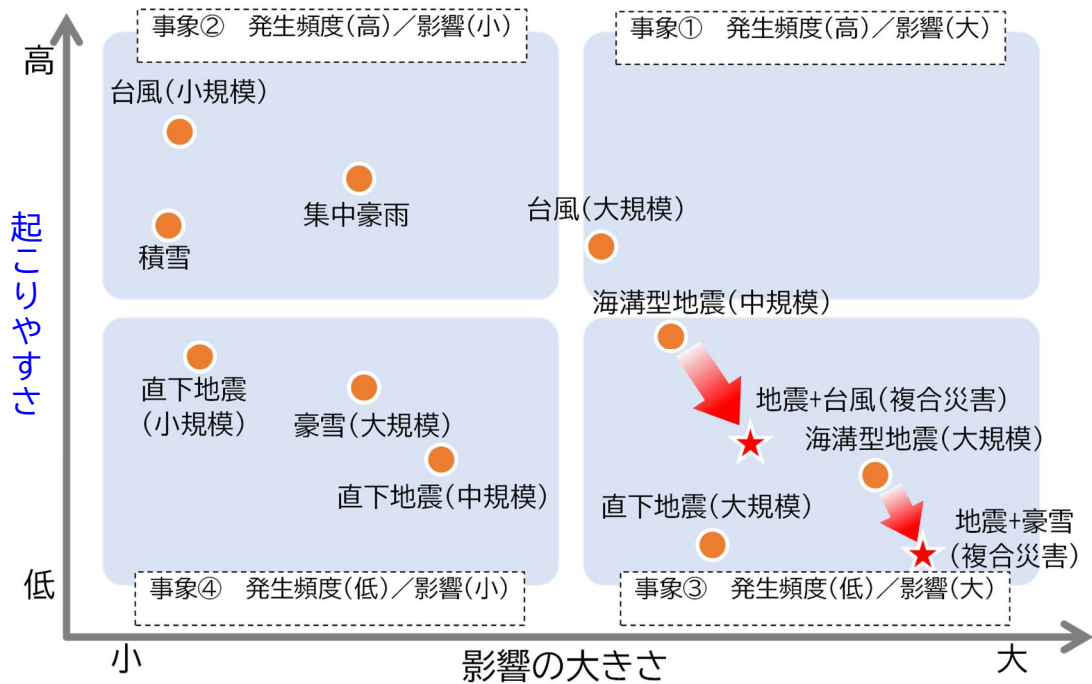 事象② 発生頻度(高)／影響(小)
事象① 発生頻度(高)／影響(大)
高
台風(小規模)
集中豪雨
積雪
台風(大規模)
起こりやすさ
海溝型地震(中規模)
直下地震
(小規模)
豪雪(大規模)
直下地震(中規模)
地震+台風(複合災害)
海溝型地震(大規模)
直下地震(大規模)
地震+豪雪
(複合災害)
低
事象④ 発生頻度(低)／影響(小)
事象③ 発生頻度(低)／影響(大)
小
影響の大きさ
大